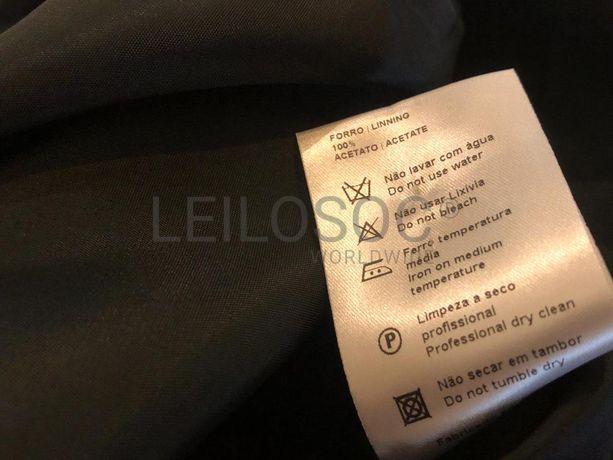 FORRO | LINNING
100%
ACETATO | ACETATE
Não lavar com água
Do not use water
Não usar Lixívia
Do not bleach
LEILOSOC®
WORLDWIDE
Ferro temperatura
média
Iron on medium
temperature
Limpeza a seco
profissional
Professional dry clean
P
Não secar em tambor
Do not tumble dry